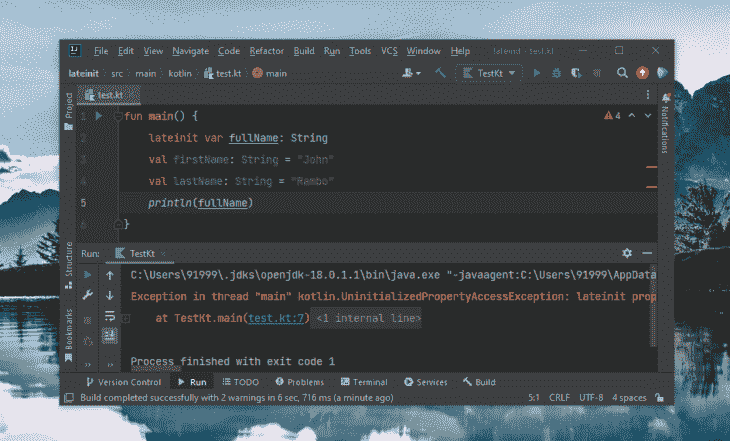 File Edit View Navigate Code Refactor Build Run Tools VCS Window Help lateinit - test.kt
lateinit src main kotlin test.kt main TestKt
Project
test.kt
Notifications
1 fun main() { 4
2 lateinit var fullName: String
3 val firstName: String = "John"
4 val lastName: String = "Rambo"
5 println(fullName)
6 }
Structure
Bookmarks
Run: TestKt
C:\Users\91999\.jdks\openjdk-18.0.1.1\bin\java.exe "-javaagent:C:\Users\91999\AppData
Exception in thread "main" kotlin.UninitializedPropertyAccessException: lateinit prop
at TestKt.main(test.kt:7) <1 internal line>
Process finished with exit code 1
Version Control Run TODO Problems Terminal Services Build
Build completed successfully with 2 warnings in 6 sec, 716 ms (a minute ago) 5:1 CRLF UTF-8 4 spaces